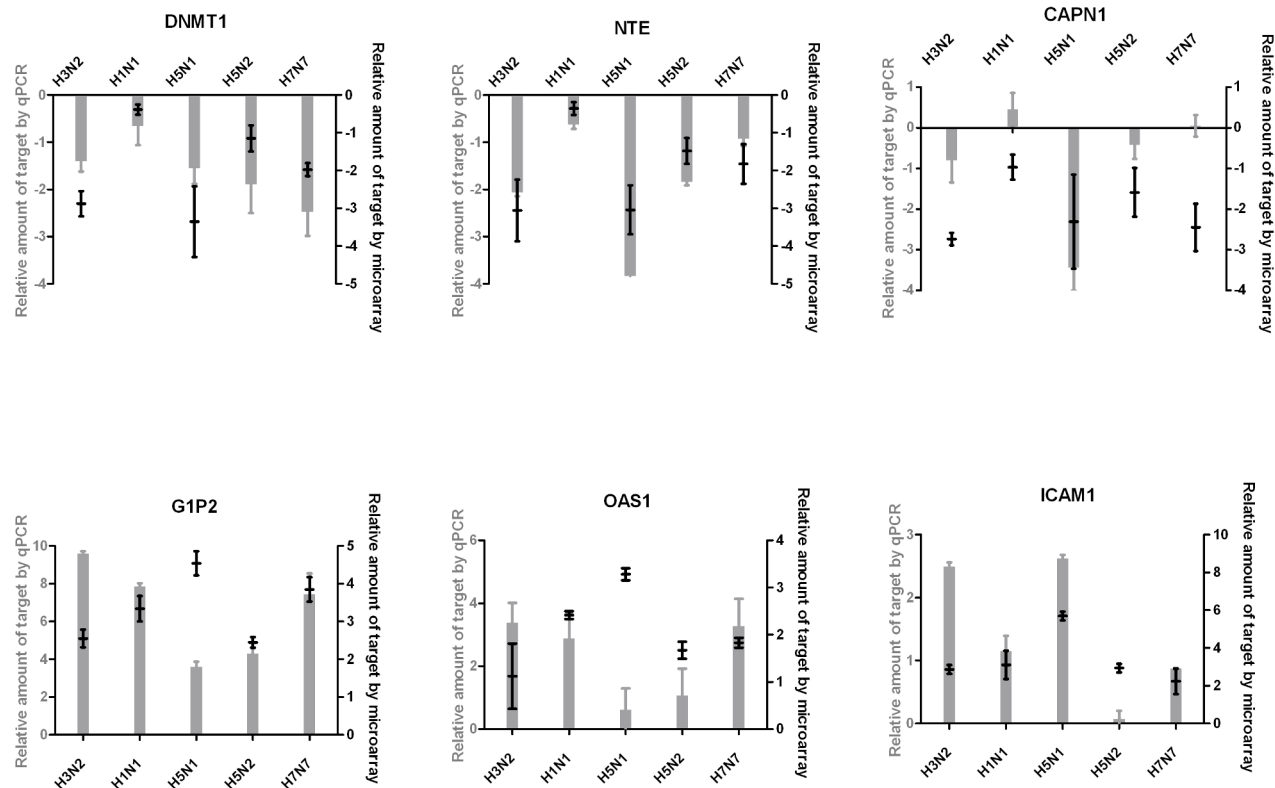 DNMT1
Relative amount of target by qPCR
H3N2 H1N1 H5N1 H5N2 H7N7
0 -1 -2 -3 -4
0 -1 -2 -3 -4 -5
Relative amount of target by microarray
NTE
Relative amount of target by qPCR
H3N2 H1N1 H5N1 H5N2 H7N7
0 -1 -2 -3 -4
0 -1 -2 -3 -4 -5
Relative amount of target by microarray
CAPN1
Relative amount of target by qPCR
H3N2 H1N1 H5N1 H5N2 H7N7
1 0 -1 -2 -3 -4
1 0 -1 -2 -3 -4
Relative amount of target by microarray
G1P2
Relative amount of target by qPCR
10 8 6 4 2 0
5 4 3 2 1 0
H3N2 H1N1 H5N1 H5N2 H7N7
Relative amount of target by microarray
OAS1
Relative amount of target by qPCR
6 4 2 0
4 3 2 1 0
H3N2 H1N1 H5N1 H5N2 H7N7
Relative amount of target by microarray
ICAM1
Relative amount of target by qPCR
3 2 1 0
10 8 6 4 2 0
H3N2 H1N1 H5N1 H5N2 H7N7
Relative amount of target by microarray